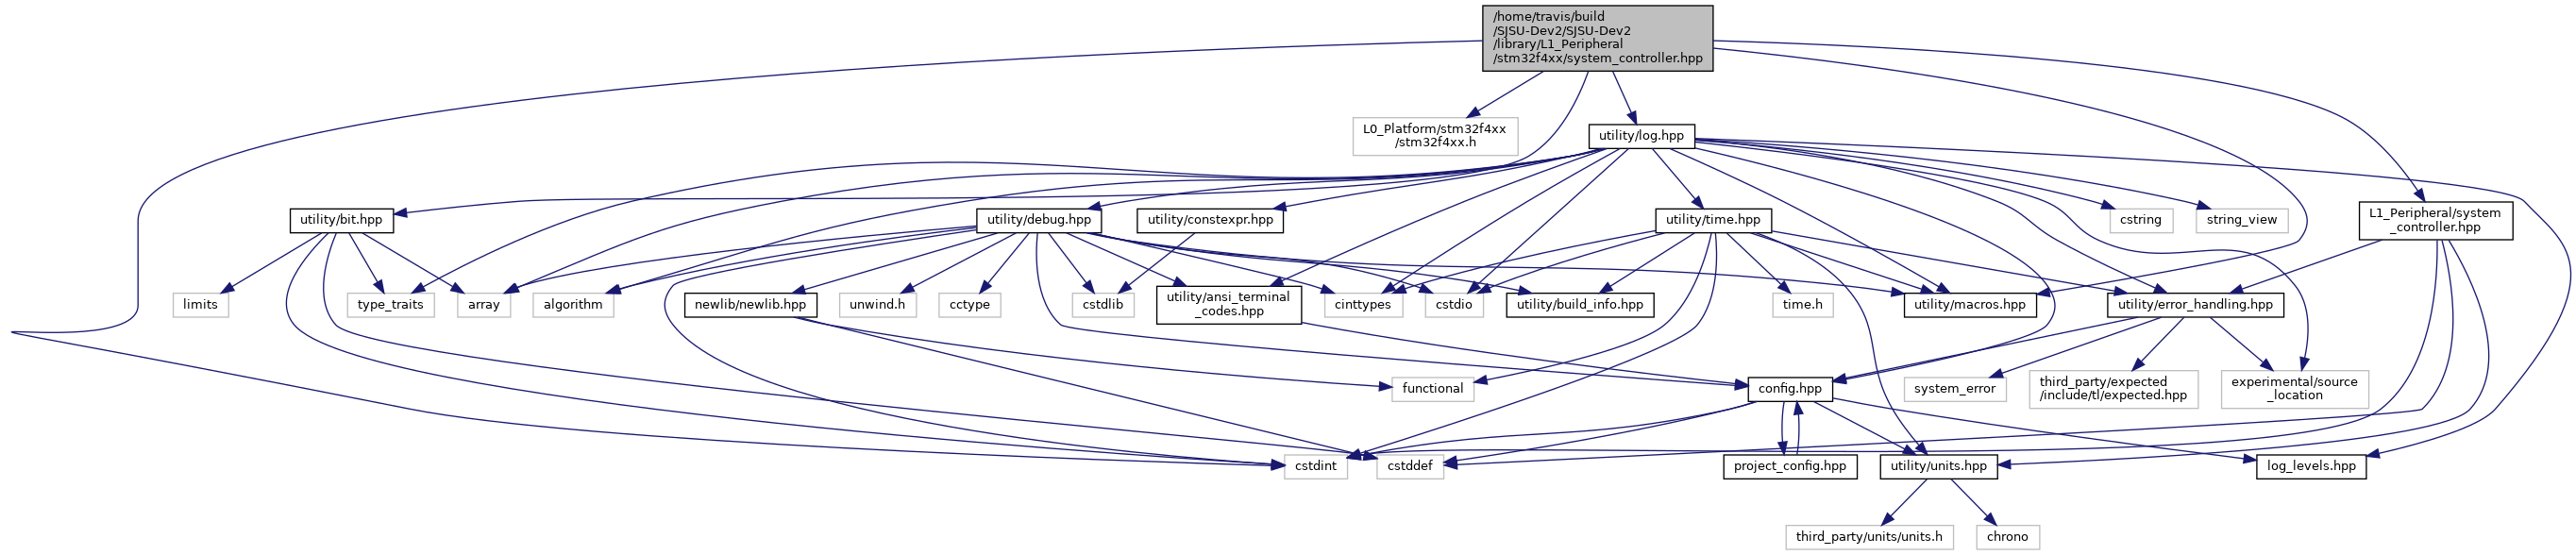 /home/travis/build
/SJSU-Dev2/SJSU-Dev2
/library/L1_Peripheral
/stm32f4xx/system_controller.hpp
L0_Platform/stm32f4xx
/stm32f4xx.h
utility/log.hpp
utility/bit.hpp
utility/debug.hpp
utility/constexpr.hpp
utility/time.hpp
cstring
string_view
L1_Peripheral/system
_controller.hpp
limits
type_traits
array
algorithm
newlib/newlib.hpp
unwind.h
cctype
cstdlib
utility/ansi_terminal
_codes.hpp
cinttypes
cstdio
utility/build_info.hpp
time.h
utility/macros.hpp
utility/error_handling.hpp
functional
config.hpp
system_error
third_party/expected
/include/tl/expected.hpp
experimental/source
_location
cstdint
cstddef
project_config.hpp
utility/units.hpp
log_levels.hpp
third_party/units/units.h
chrono